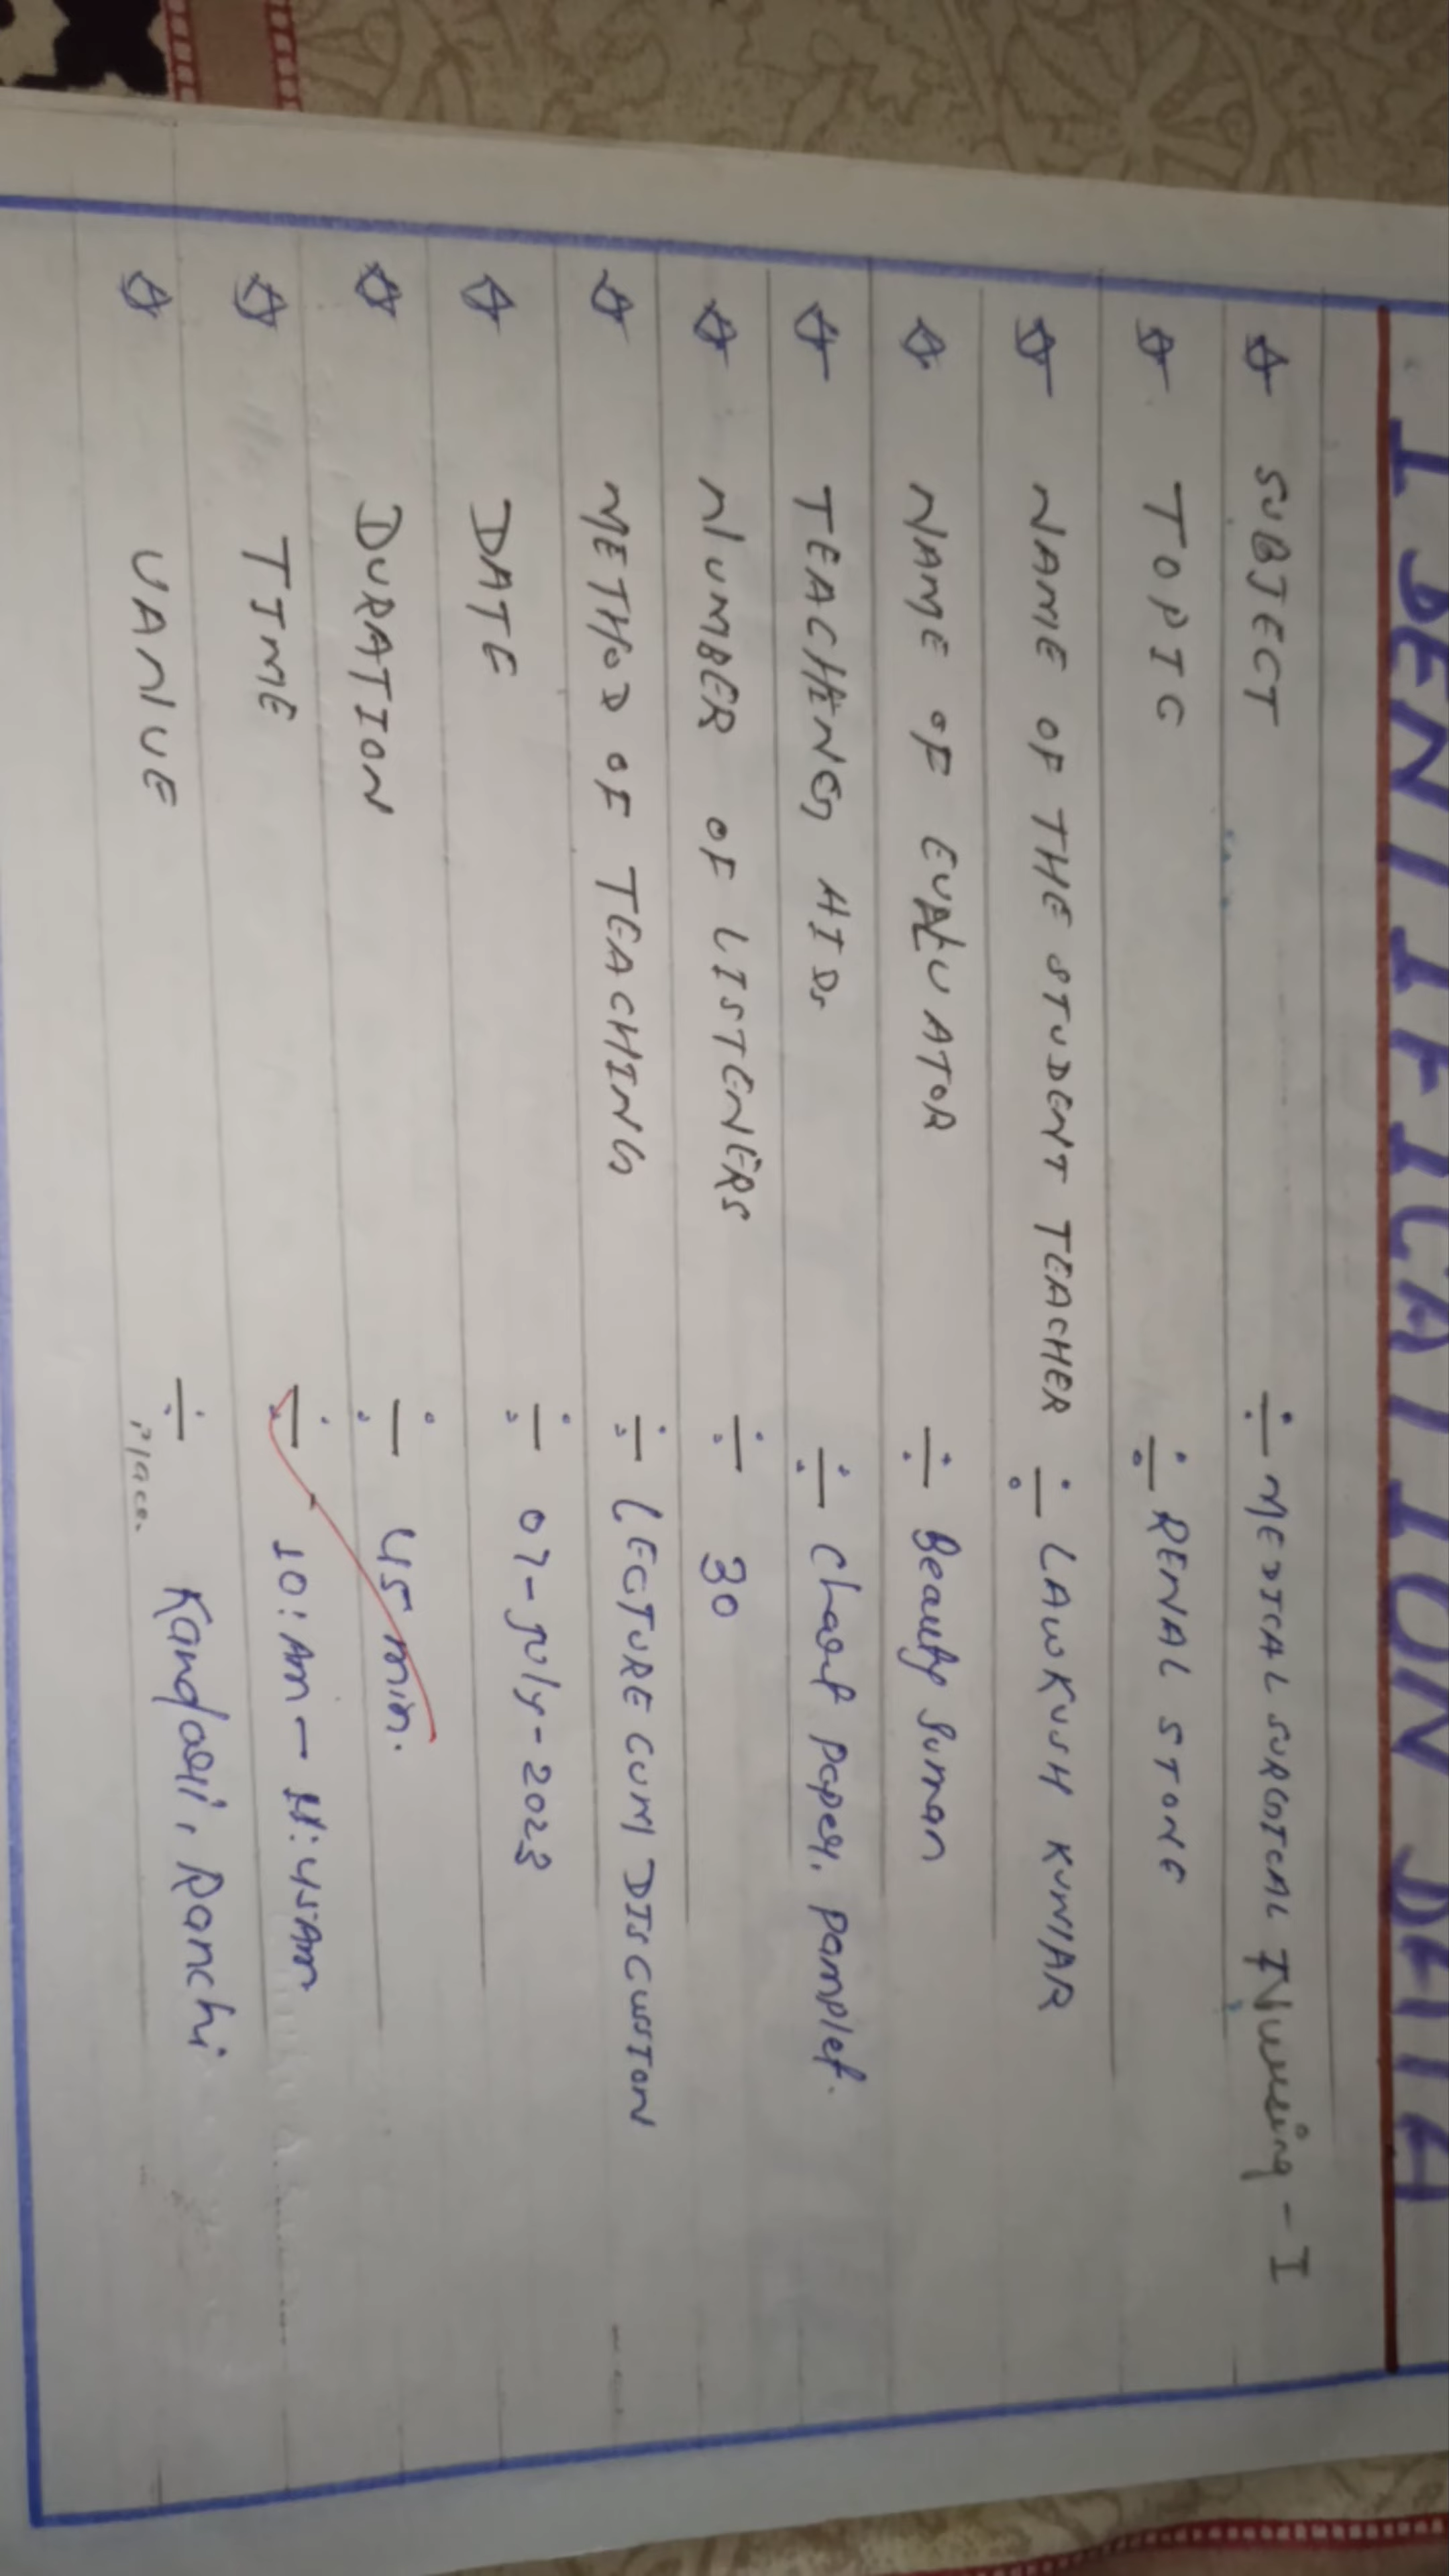 IDENTIFICATION DATA
☆ SUBJECT ÷ MEDICAL SURGICAL Nursing - I
☆ TOPIC ÷ RENAL STONE
☆ NAME OF THE STUDENT TEACHER ÷ LAWKUSH KUMAR
☆ NAME OF EVALUATOR ÷ Beauty Suman
☆ TEACHING AIDs ÷ Chart paper, pamplet.
☆ NUMBER OF LISTENERS ÷ 30
☆ METHOD OF TEACHING ÷ LECTURE CUM DISCUSSION
☆ DATE ÷ 07-July-2023
☆ DURATION ÷ 45 min.
☆ TIME ÷ 10:AM - 11:45AM
☆ VANUE ÷ Kandari, Ranchi
Place.